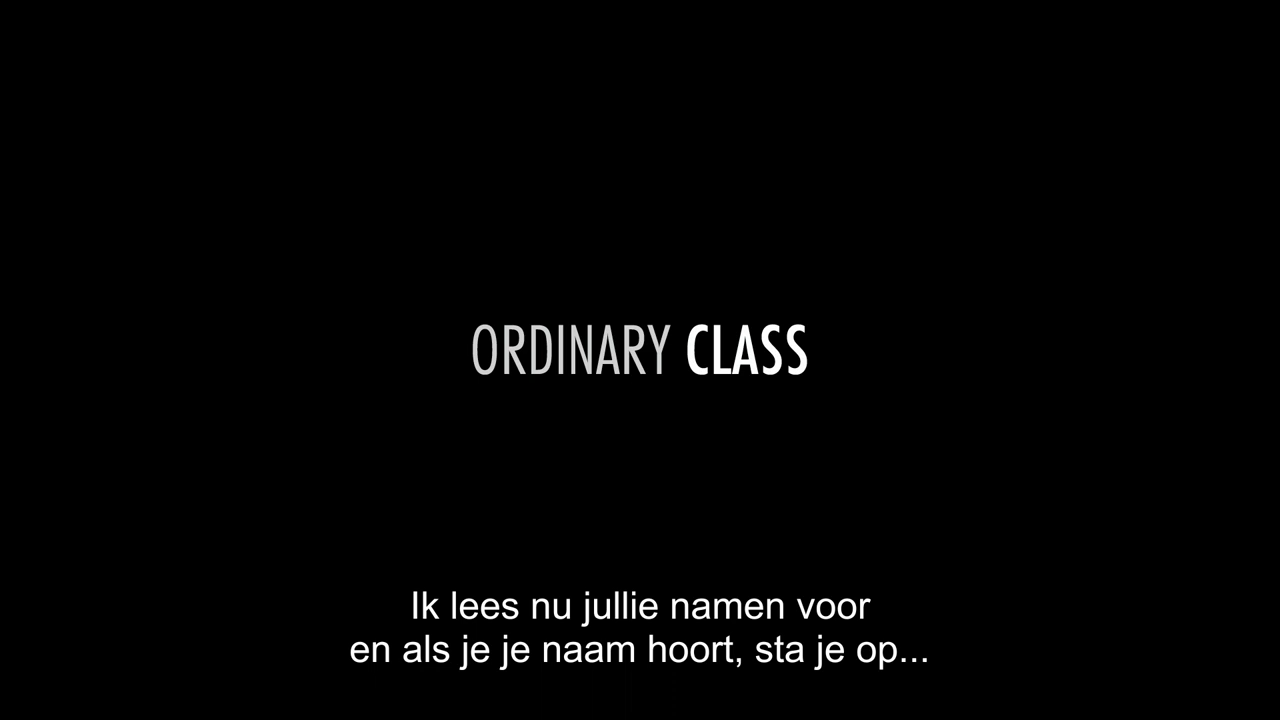 ORDINARY CLASS
Ik lees nu jullie namen voor
en als je je naam hoort, sta je op...